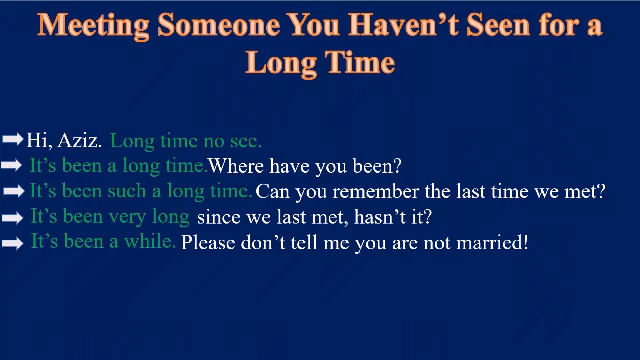 Meeting Someone You Haven't Seen for a
Long Time
Hi, Aziz. Long time no see.
It's been a long time.Where have you been?
It's been such a long time. Can you remember the last time we met?
It's been very long since we last met, hasn't it?
It's been a while. Please don't tell me you are not married!